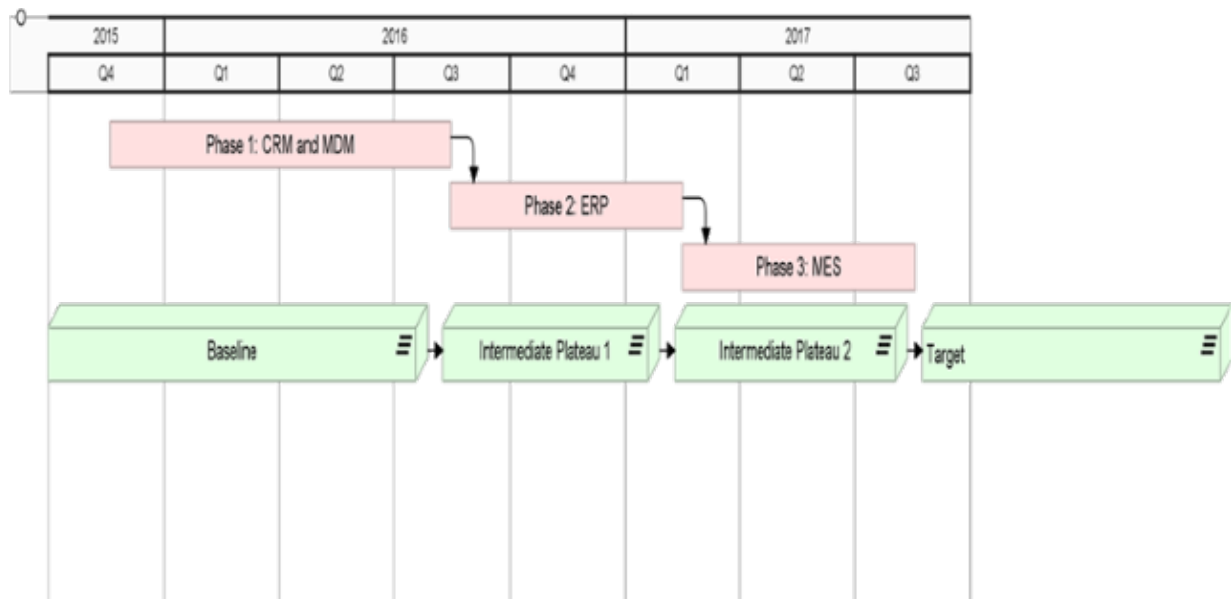 2015 2016 2017
Q4 Q1 Q2 Q3 Q4 Q1 Q2 Q3
Phase 1: CRM and MDM
Phase 2: ERP
Phase 3: MES
Baseline Intermediate Plateau 1 Intermediate Plateau 2 Target